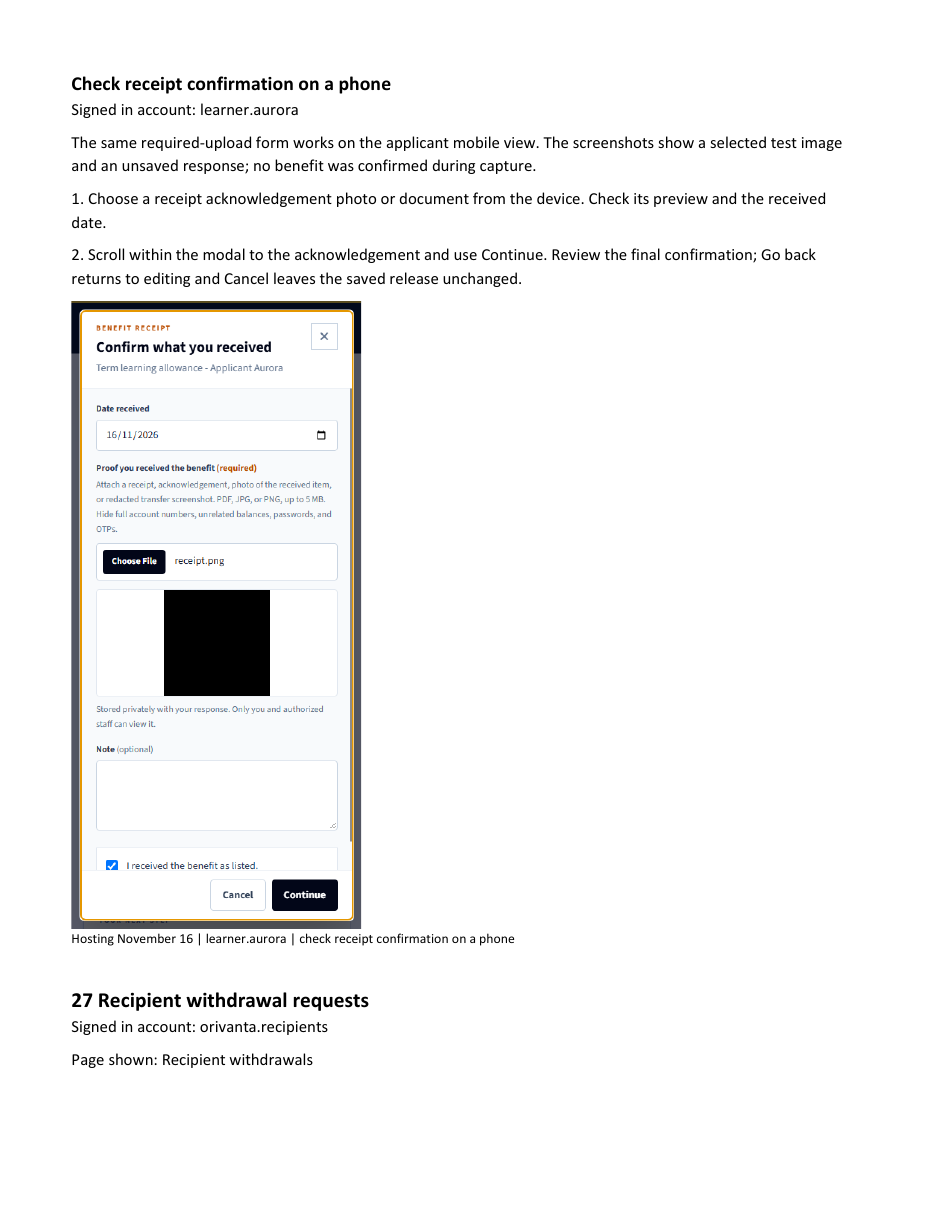 Check receipt confirmation on a phone
Signed in account: learner.aurora
The same required-upload form works on the applicant mobile view. The screenshots show a selected test image
and an unsaved response; no benefit was confirmed during capture.
1. Choose a receipt acknowledgement photo or document from the device. Check its preview and the received
date.
2. Scroll within the modal to the acknowledgement and use Continue. Review the final confirmation; Go back
returns to editing and Cancel leaves the saved release unchanged.
BENEFIT RECEIPT
Confirm what you received
Term learning allowance - Applicant Aurora
Date received
16/11/2026
Proof you received the benefit (required)
Attach a receipt, acknowledgement, photo of the received item,
or redacted transfer screenshot. PDF, JPG, or PNG, up to 5 MB.
Hide full account numbers, unrelated balances, passwords, and
OTPs.
Choose File receipt.png
Stored privately with your response. Only you and authorized
staff can view it.
Note (optional)
I received the benefit as listed.
Cancel Continue
Hosting November 16 | learner.aurora | check receipt confirmation on a phone
27 Recipient withdrawal requests
Signed in account: orivanta.recipients
Page shown: Recipient withdrawals